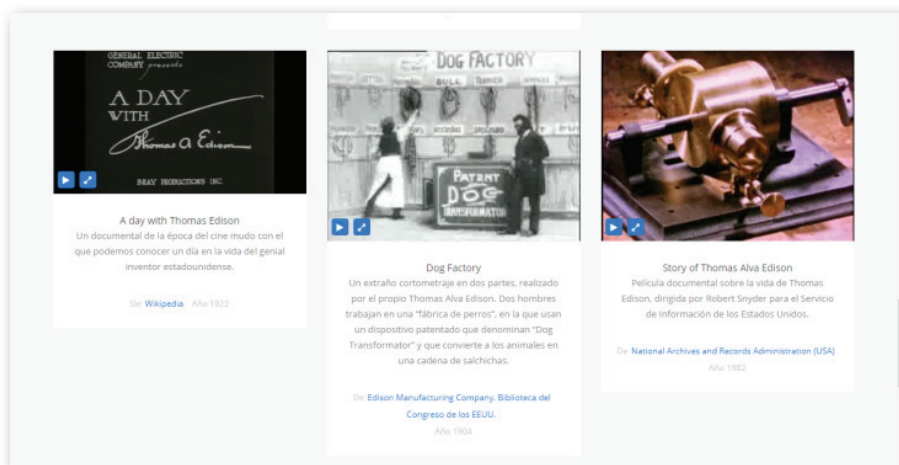 GENERAL ELECTRIC
COMPANY presents
A DAY
WITH
Thomas A Edison
BRAY PRODUCTIONS INC.
A day with Thomas Edison
Un documental de la época del cine mudo con el
que podemos conocer un día en la vida del genial
inventor estadounidense.
De Wikipedia Año 1922
DOG FACTORY
BULL
PATENT
DOG
TRANSFORMATOR
Dog Factory
Un extraño cortometraje en dos partes, realizado
por el propio Thomas Alva Edison. Dos hombres
trabajan en una "fábrica de perros", en la que usan
un dispositivo patentado que denominan "Dog
Transformator" y que convierte a los animales en
una cadena de salchichas.
De Edison Manufacturing Company. Biblioteca del
Congreso de los EEUU. .
Año 1904
Story of Thomas Alva Edison
Película documental sobre la vida de Thomas
Edison, dirigida por Robert Snyder para el Servicio
de Información de los Estados Unidos.
De National Archives and Records Administration (USA)
Año 1982